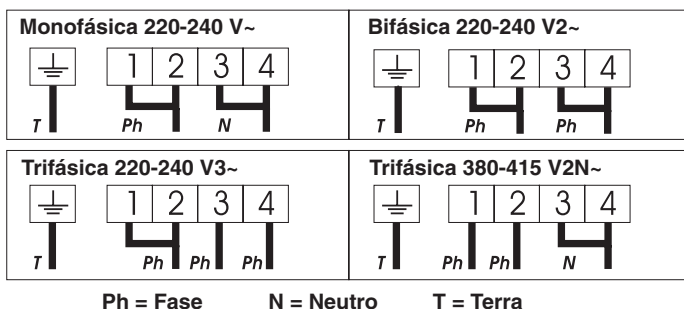 Monofásica 220-240 V~
1 2 3 4
T Ph N
Bifásica 220-240 V2~
1 2 3 4
T Ph Ph
Trifásica 220-240 V3~
1 2 3 4
T Ph Ph Ph
Trifásica 380-415 V2N~
1 2 3 4
T Ph Ph N
Ph = Fase N = Neutro T = Terra